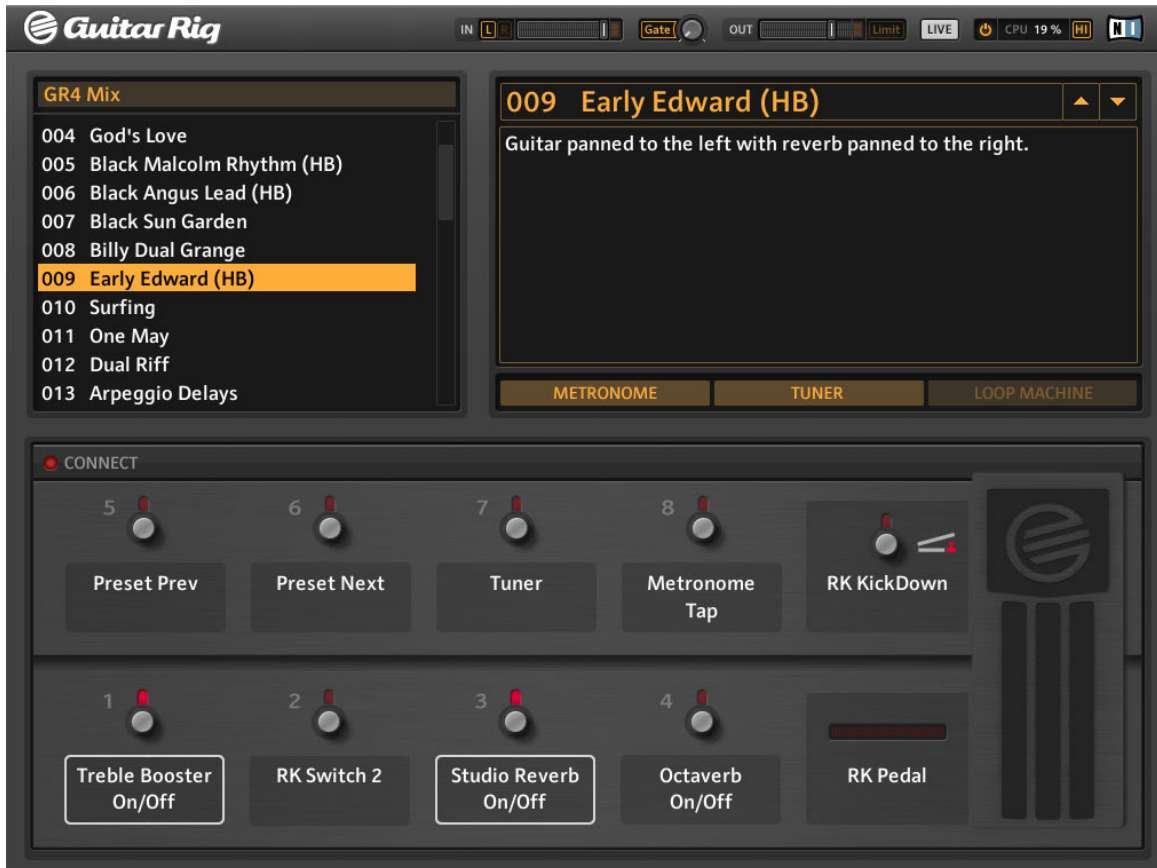 Guitar Rig
IN L R Gate OUT Limit LIVE CPU 19 % HI N I
GR4 Mix
004 God's Love
005 Black Malcolm Rhythm (HB)
006 Black Angus Lead (HB)
007 Black Sun Garden
008 Billy Dual Grange
009 Early Edward (HB)
010 Surfing
011 One May
012 Dual Riff
013 Arpeggio Delays
009 Early Edward (HB)
Guitar panned to the left with reverb panned to the right.
METRONOME TUNER LOOP MACHINE
CONNECT
5 6 7 8
Preset Prev
Preset Next
Tuner
Metronome
Tap
RK KickDown
1 2 3 4
Treble Booster
On/Off
RK Switch 2
Studio Reverb
On/Off
Octaverb
On/Off
RK Pedal